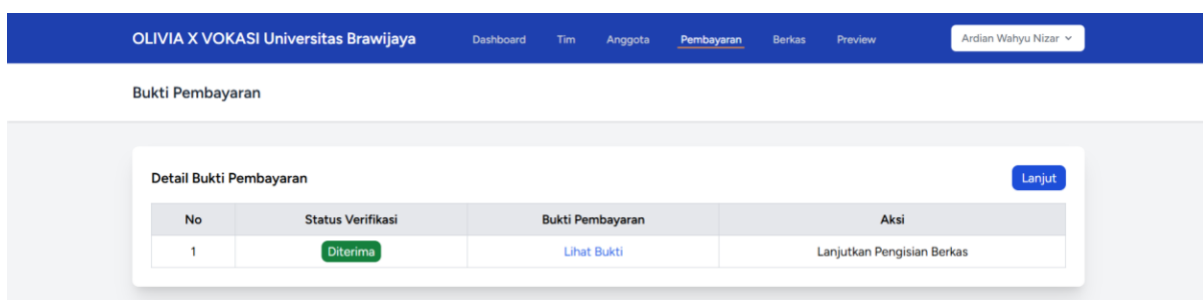 OLIVIA X VOKASI Universitas Brawijaya Dashboard Tim Anggota Pembayaran Berkas Preview Ardian Wahyu Nizar
Bukti Pembayaran
Detail Bukti Pembayaran Lanjut
No Status Verifikasi Bukti Pembayaran Aksi
1 Diterima Lihat Bukti Lanjutkan Pengisian Berkas